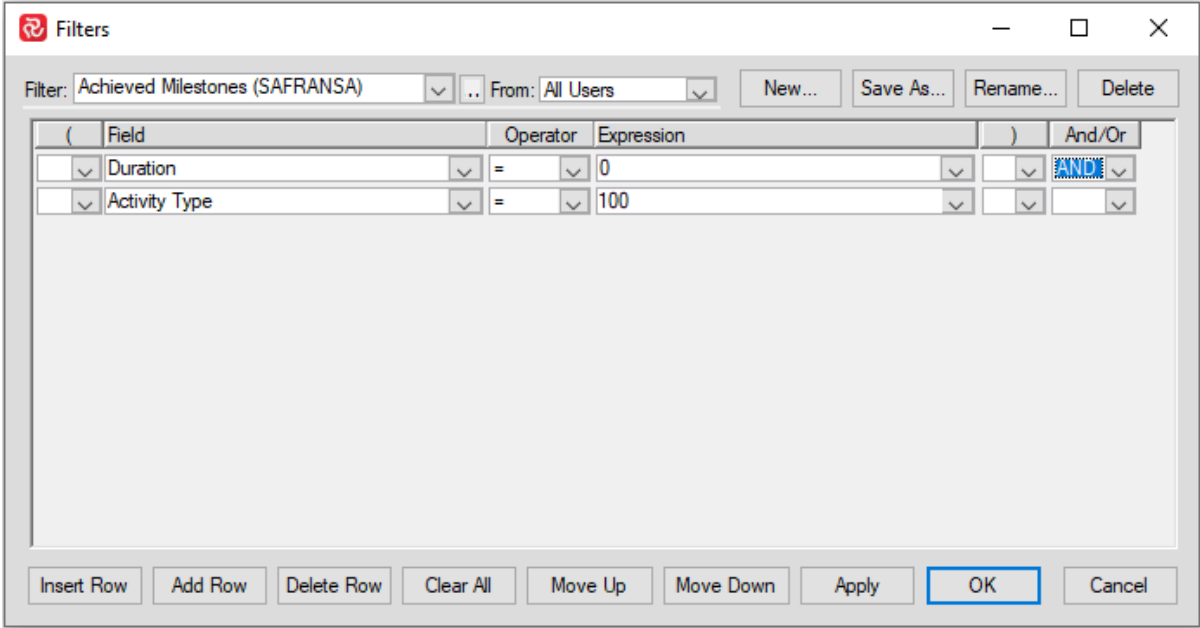 Filters
Filter: Achieved Milestones (SAFRANSA) .. From: All Users New... Save As... Rename... Delete
( Field Operator Expression ) And/Or
Duration = 0 AND
Activity Type = 100
Insert Row Add Row Delete Row Clear All Move Up Move Down Apply OK Cancel